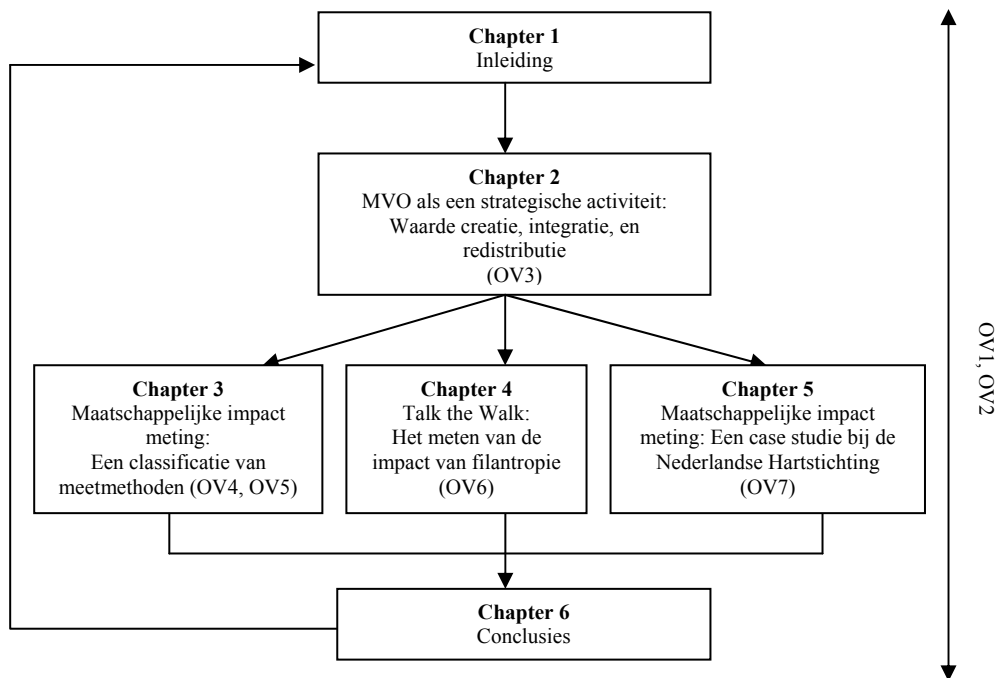 Chapter 1
Inleiding
Chapter 2
MVO als een strategische activiteit:
Waarde creatie, integratie, en
redistributie
(OV3)
Chapter 3
Maatschappelijke impact
meting:
Een classificatie van
meetmethoden (OV4, OV5)
Chapter 4
Talk the Walk:
Het meten van de
impact van filantropie
(OV6)
Chapter 5
Maatschappelijke impact
meting: Een case studie bij de
Nederlandse Hartstichting
(OV7)
Chapter 6
Conclusies
OV1, OV2